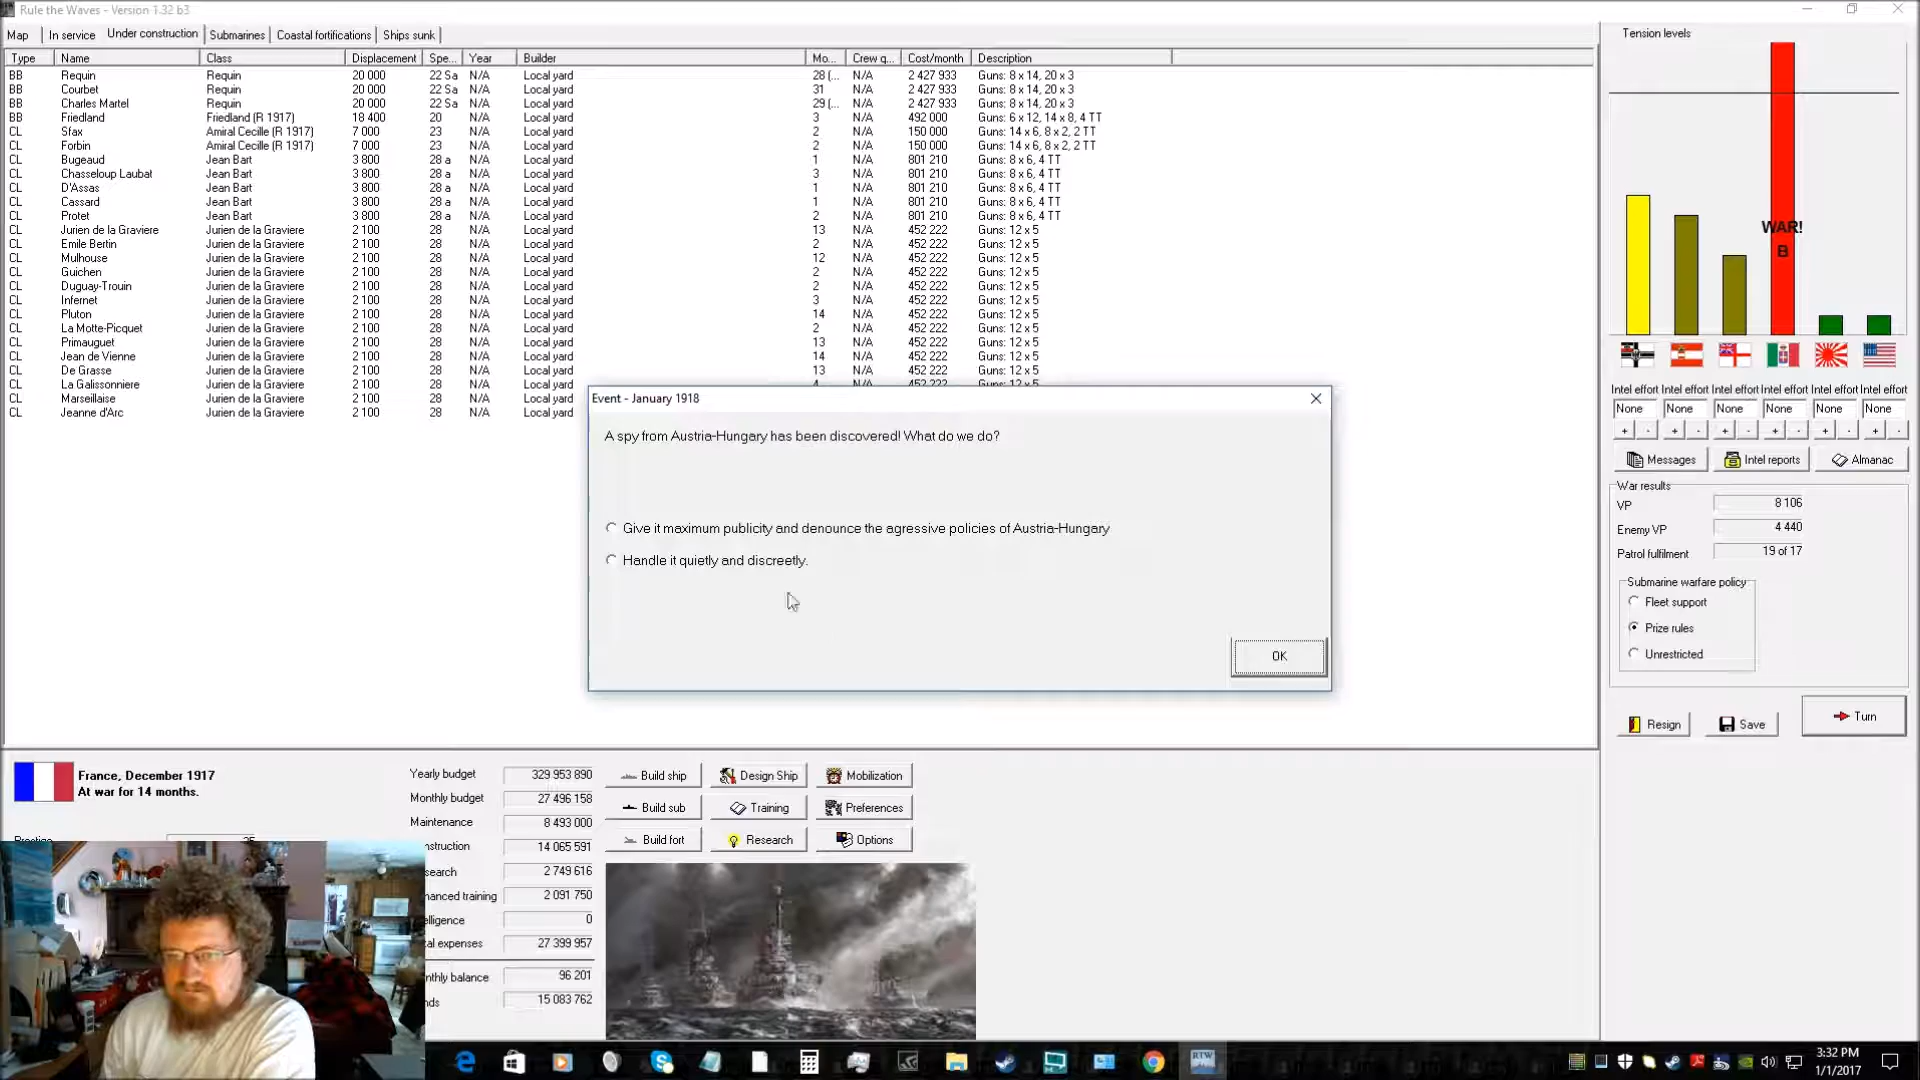 Rule the Waves - Version 1.32 b3
Map In service Under construction Submarines Coastal fortifications Ships sunk
Type Name Class Displacement Spe... Year Builder Mo... Crew q... Cost/month Description
BB Requin Requin 20 000 22 Sa N/A Local yard 28 (... N/A 2 427 933 Guns: 8 x 14, 20 x 3
BB Courbet Requin 20 000 22 Sa N/A Local yard 31 N/A 2 427 933 Guns: 8 x 14, 20 x 3
BB Charles Martel Requin 20 000 22 Sa N/A Local yard 29 (... N/A 2 427 933 Guns: 8 x 14, 20 x 3
BB Friedland Friedland (R 1917) 18 400 20 N/A Local yard 3 N/A 492 000 Guns: 6 x 12, 14 x 8, 4 TT
CL Sfax Amiral Cecille (R 1917) 7 000 23 N/A Local yard 2 N/A 150 000 Guns: 14 x 6, 8 x 2, 2 TT
CL Forbin Amiral Cecille (R 1917) 7 000 23 N/A Local yard 2 N/A 150 000 Guns: 14 x 6, 8 x 2, 2 TT
CL Bugeaud Jean Bart 3 800 28 a N/A Local yard 1 N/A 801 210 Guns: 8 x 6, 4 TT
CL Chasseloup Laubat Jean Bart 3 800 28 a N/A Local yard 3 N/A 801 210 Guns: 8 x 6, 4 TT
CL D'Assas Jean Bart 3 800 28 a N/A Local yard 1 N/A 801 210 Guns: 8 x 6, 4 TT
CL Cassard Jean Bart 3 800 28 a N/A Local yard 1 N/A 801 210 Guns: 8 x 6, 4 TT
CL Protet Jean Bart 3 800 28 a N/A Local yard 2 N/A 801 210 Guns: 8 x 6, 4 TT
CL Jurien de la Graviere Jurien de la Graviere 2 100 28 N/A Local yard 13 N/A 452 222 Guns: 12 x 5
CL Emile Bertin Jurien de la Graviere 2 100 28 N/A Local yard 2 N/A 452 222 Guns: 12 x 5
CL Mulhouse Jurien de la Graviere 2 100 28 N/A Local yard 12 N/A 452 222 Guns: 12 x 5
CL Guichen Jurien de la Graviere 2 100 28 N/A Local yard 2 N/A 452 222 Guns: 12 x 5
CL Duguay-Trouin Jurien de la Graviere 2 100 28 N/A Local yard 2 N/A 452 222 Guns: 12 x 5
CL Infernet Jurien de la Graviere 2 100 28 N/A Local yard 3 N/A 452 222 Guns: 12 x 5
CL Pluton Jurien de la Graviere 2 100 28 N/A Local yard 14 N/A 452 222 Guns: 12 x 5
CL La Motte-Picquet Jurien de la Graviere 2 100 28 N/A Local yard 2 N/A 452 222 Guns: 12 x 5
CL Primauguet Jurien de la Graviere 2 100 28 N/A Local yard 13 N/A 452 222 Guns: 12 x 5
CL Jean de Vienne Jurien de la Graviere 2 100 28 N/A Local yard 14 N/A 452 222 Guns: 12 x 5
CL De Grasse Jurien de la Graviere 2 100 28 N/A Local yard 13 N/A 452 222 Guns: 12 x 5
CL La Galissonniere Jurien de la Graviere 2 100 28 N/A Local yard 4 N/A 452 222 Guns: 12 x 5
CL Marseillaise Jurien de la Graviere 2 100 28 N/A Local yard
CL Jeanne d'Arc Jurien de la Graviere 2 100 28 N/A Local yard
Event - January 1918
A spy from Austria-Hungary has been discovered! What do we do?
Give it maximum publicity and denounce the agressive policies of Austria-Hungary
Handle it quietly and discreetly.
OK
Tension levels
WAR!
B
Intel effort Intel effort Intel effort Intel effort Intel effort Intel effort
None None None None None None
+ - + - + - + - + - + -
Messages Intel reports Almanac
War results
VP 8 106
Enemy VP 4 440
Patrol fulfilment 19 of 17
Submarine warfare policy
Fleet support
Prize rules
Unrestricted
Resign Save Turn
France, December 1917
At war for 14 months.
Prestige 25
Yearly budget 329 953 890
Monthly budget 27 496 158
Maintenance 8 493 000
nstruction 14 065 591
search 2 749 616
hanced training 2 091 750
elligence 0
tal expenses 27 399 957
nthly balance 96 201
nds 15 083 762
Build ship Design Ship Mobilization
Build sub Training Preferences
Build fort Research Options
RTW
3:32 PM
1/1/2017